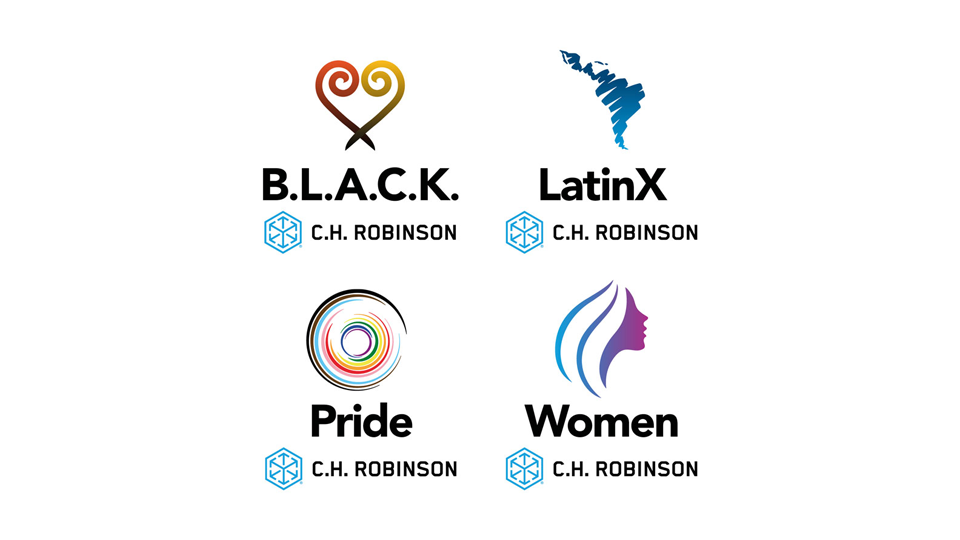 B.L.A.C.K.
C.H. ROBINSON
LatinX
C.H. ROBINSON
Pride
C.H. ROBINSON
Women
C.H. ROBINSON